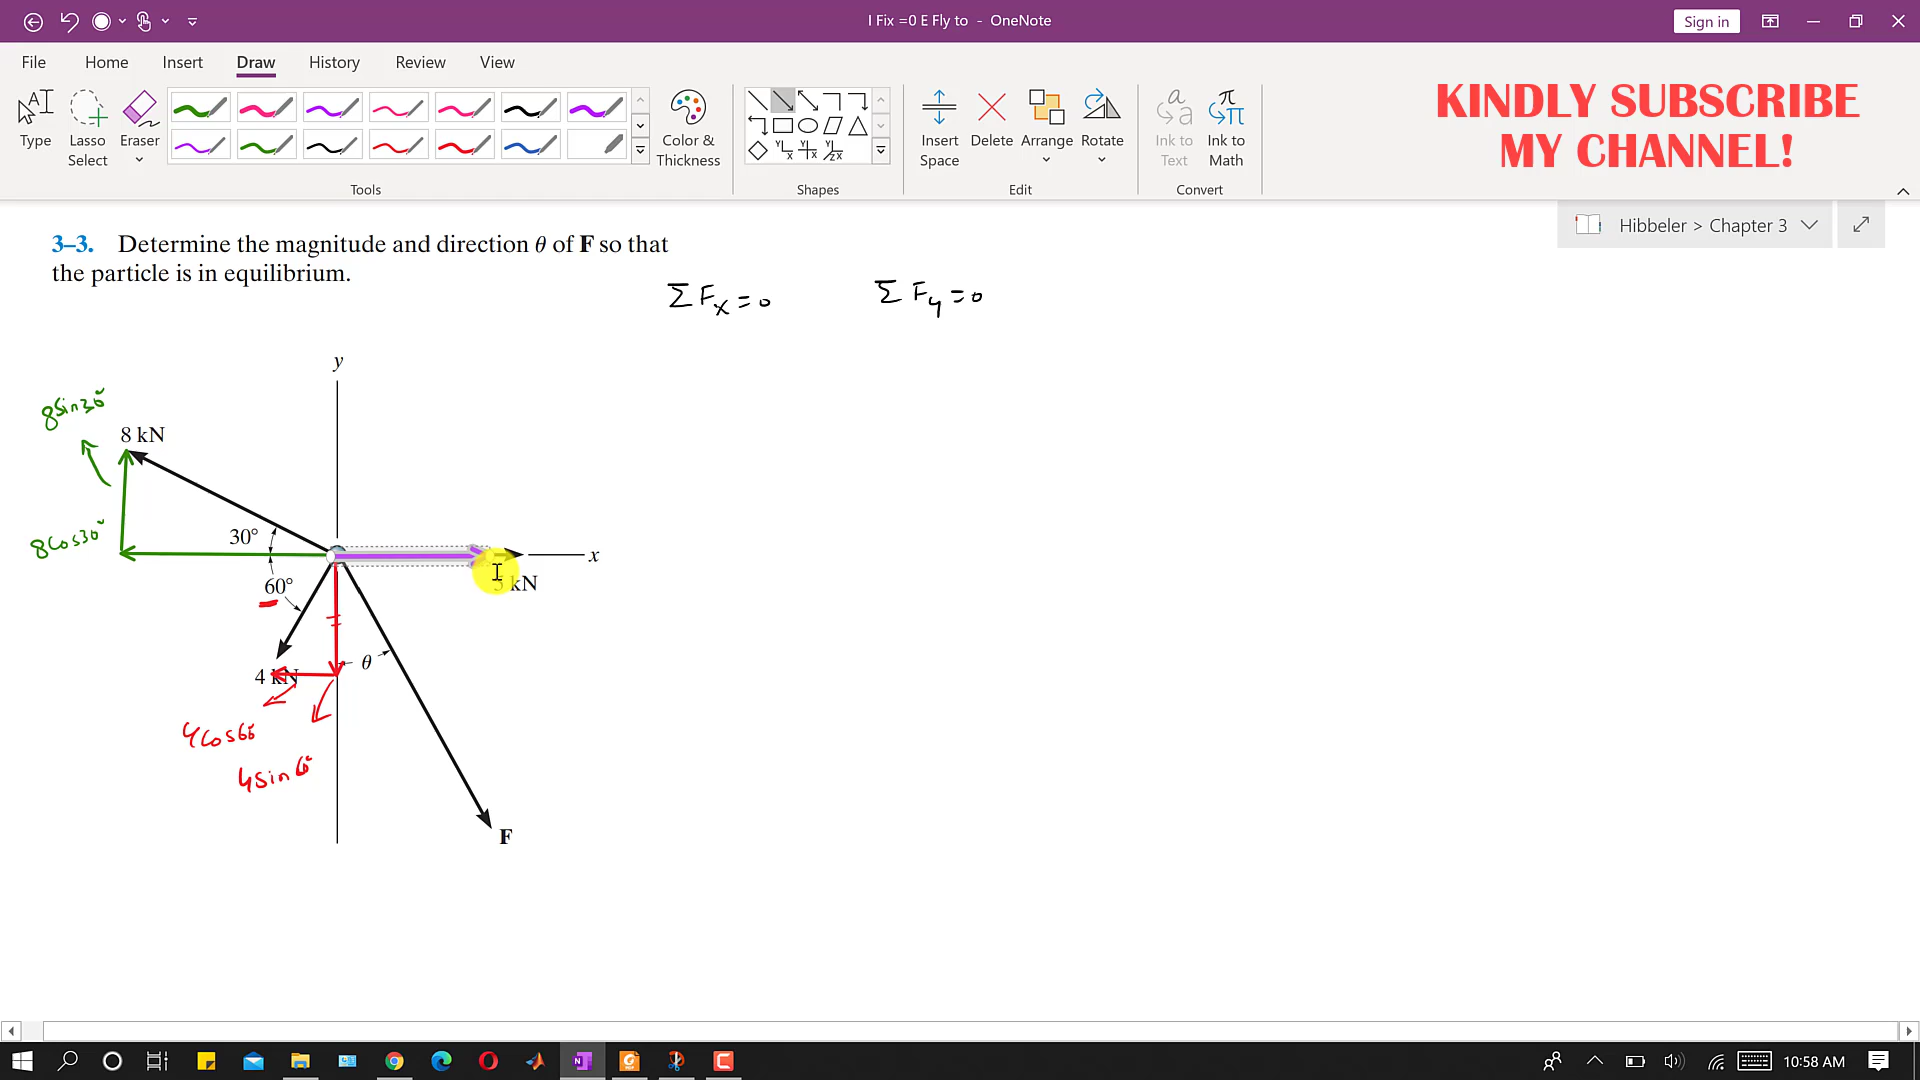 I Fix =0 E Fly to - OneNote
Sign in
File Home Insert Draw History Review View
KINDLY SUBSCRIBE
MY CHANNEL!
Type
Lasso Select
Eraser
Color & Thickness
Insert Space
Delete
Arrange
Rotate
Ink to Text
Ink to Math
Tools
Shapes
Edit
Convert
Hibbeler > Chapter 3
3–3. Determine the magnitude and direction θ of F so that
the particle is in equilibrium.
ΣFx=0 ΣFy=0
y
8sin30°
8 kN
8cos30°
30°
x
60°
5 kN
θ
4 kN
4cos60°
4sin60°
F
10:58 AM